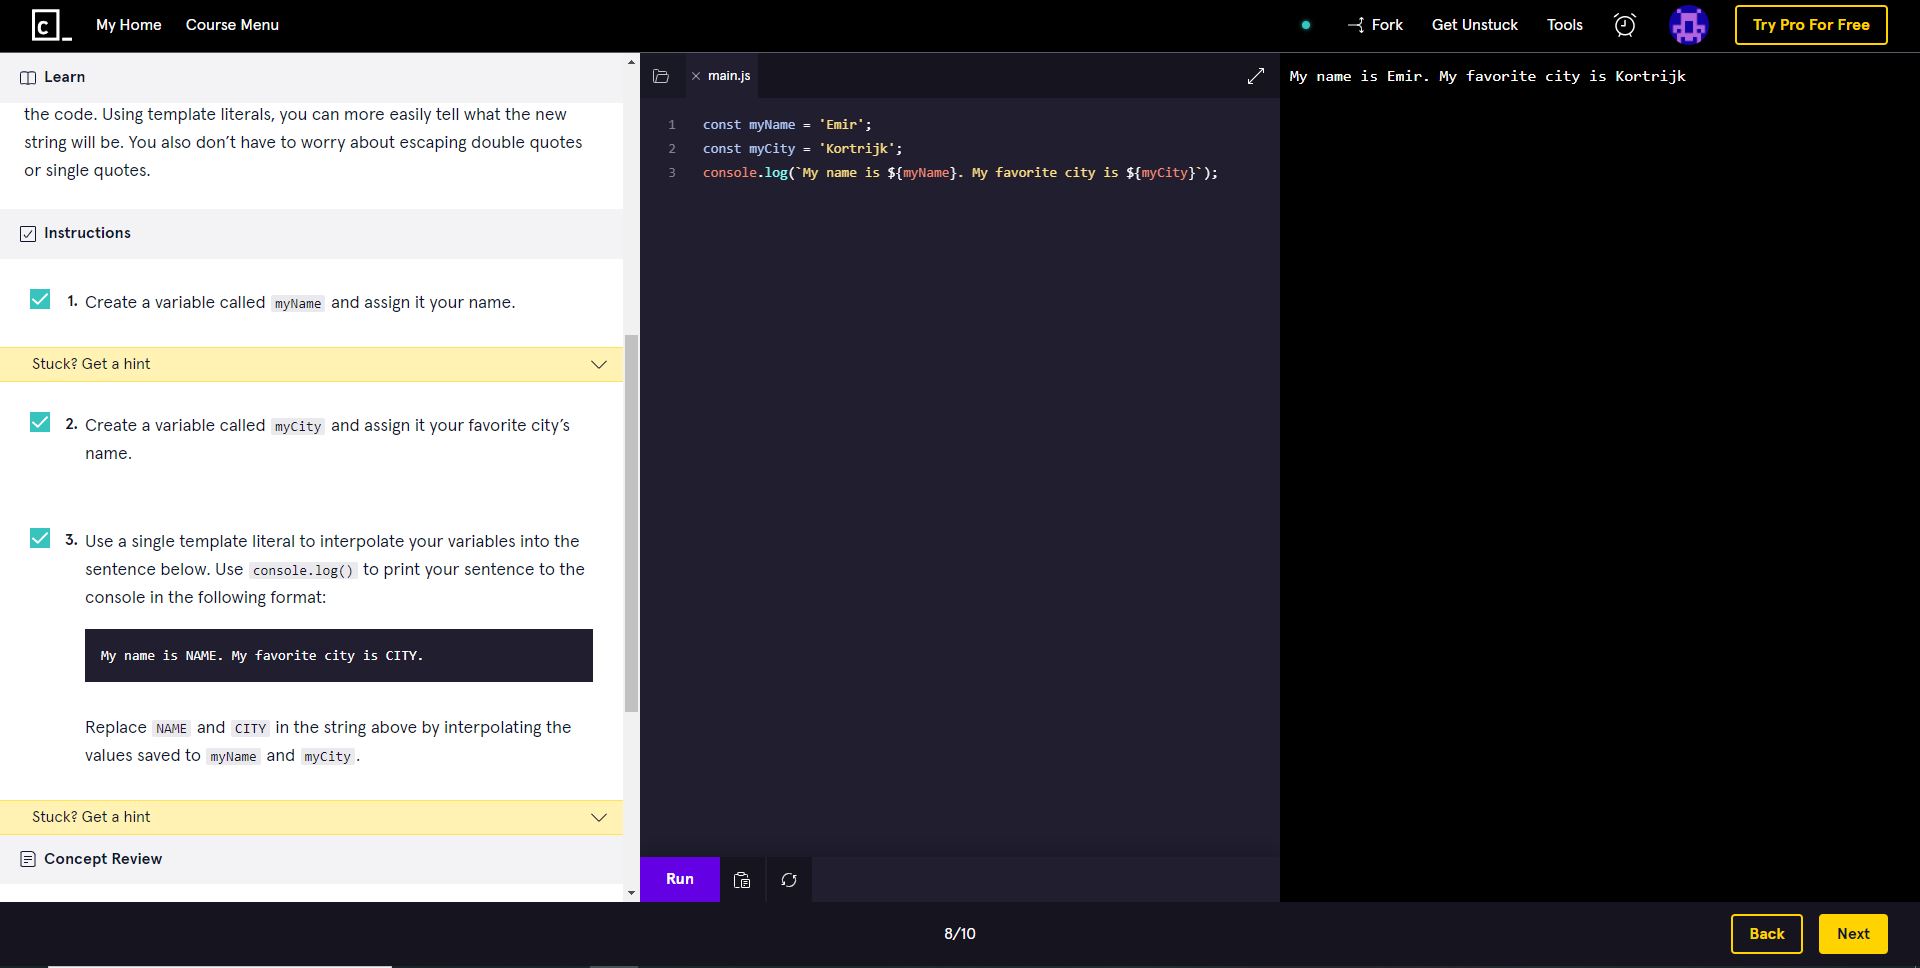 c_ My Home Course Menu Fork Get Unstuck Tools Try Pro For Free
Learn
the code. Using template literals, you can more easily tell what the new
string will be. You also don’t have to worry about escaping double quotes
or single quotes.
Instructions
1. Create a variable called myName and assign it your name.
Stuck? Get a hint
2. Create a variable called myCity and assign it your favorite city’s
name.
3. Use a single template literal to interpolate your variables into the
sentence below. Use console.log() to print your sentence to the
console in the following format:
My name is NAME. My favorite city is CITY.
Replace NAME and CITY in the string above by interpolating the
values saved to myName and myCity.
Stuck? Get a hint
Concept Review
main.js
1 const myName = 'Emir';
2 const myCity = 'Kortrijk';
3 console.log(`My name is ${myName}. My favorite city is ${myCity}`);
Run
My name is Emir. My favorite city is Kortrijk
8/10
Back Next